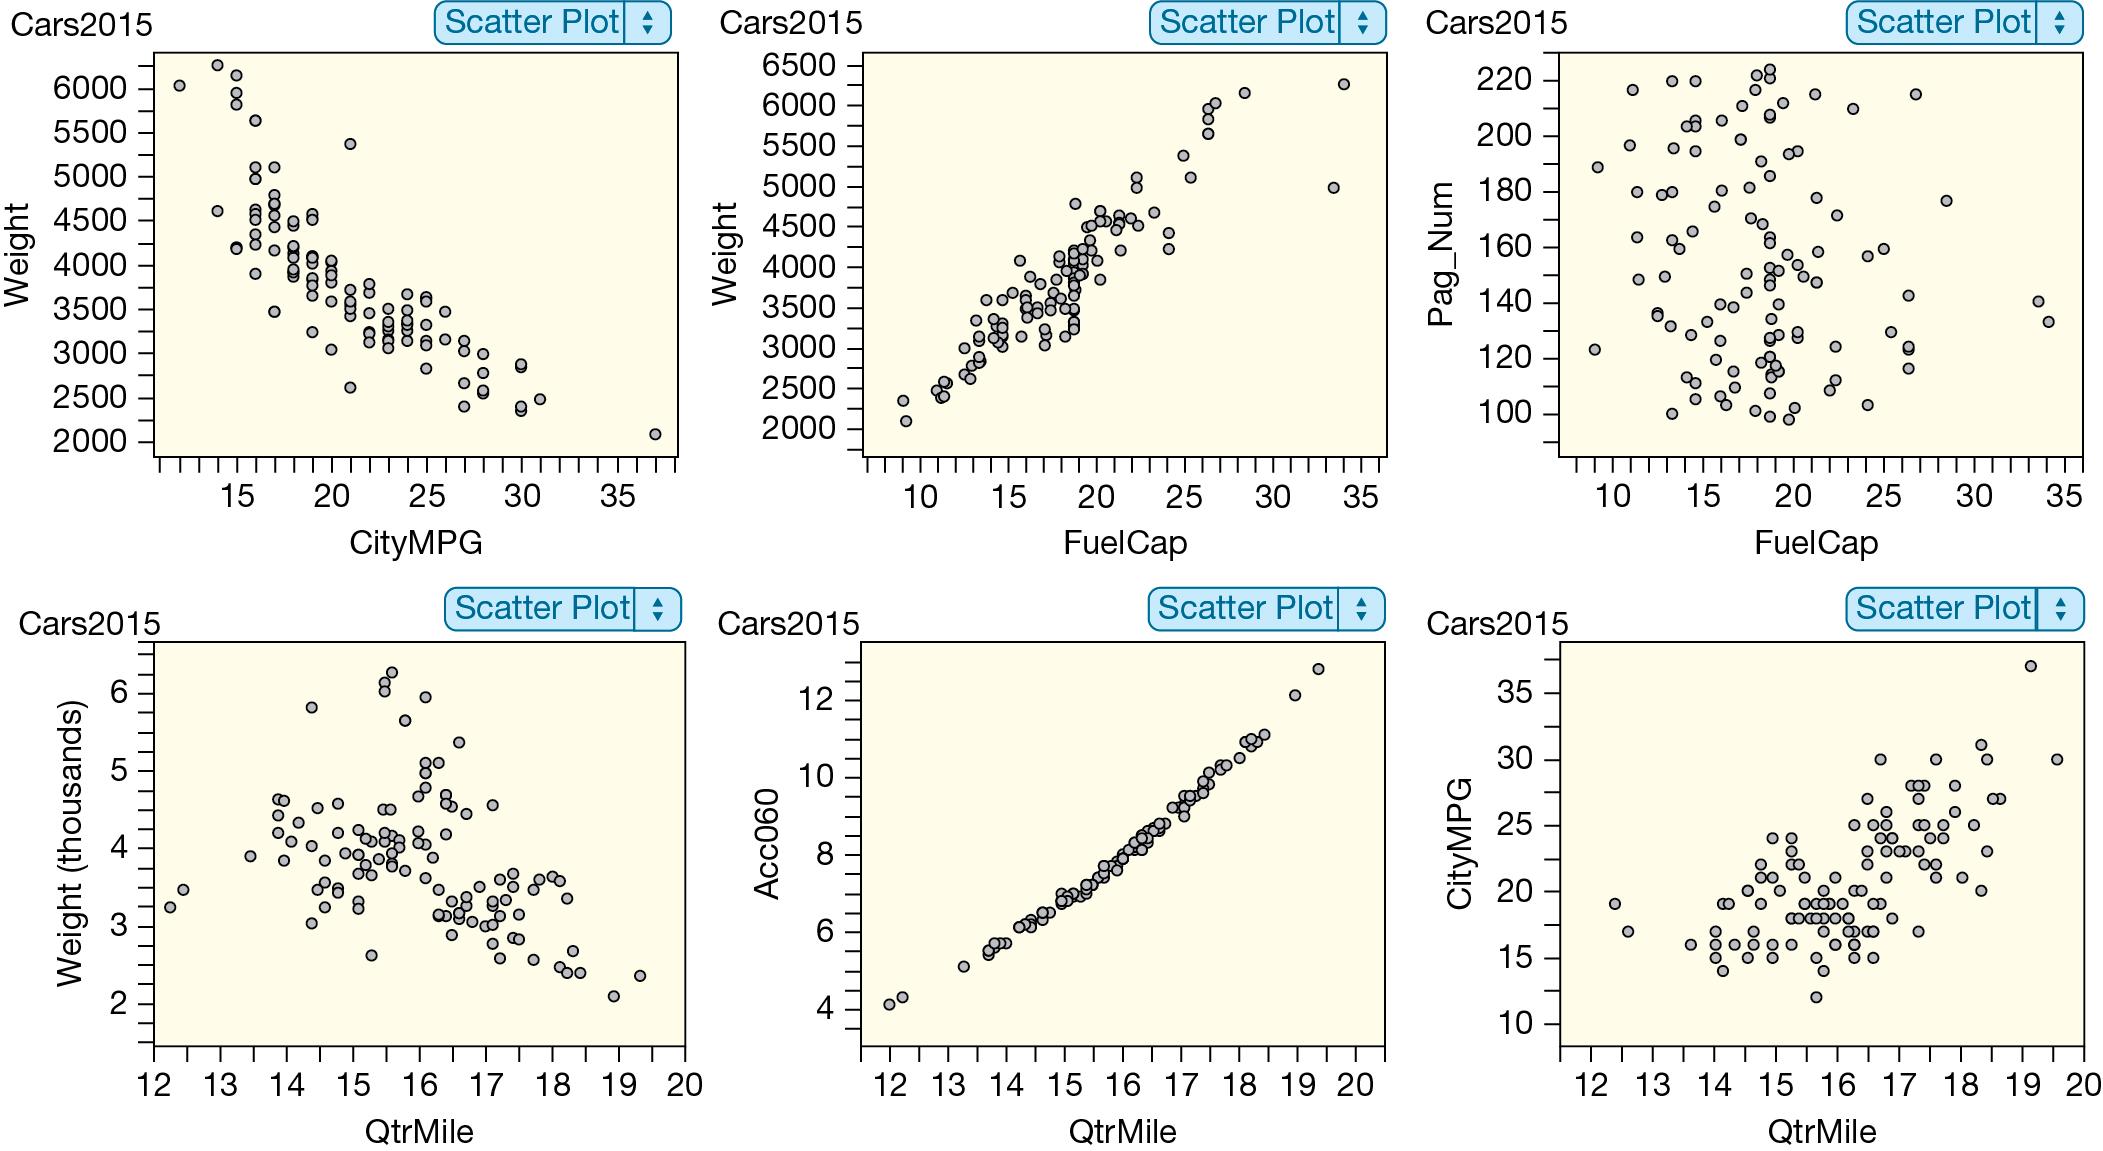 Cars2015
Scatter Plot
6000
5500
5000
4500
4000
3500
3000
2500
2000
Weight
15 20 25 30 35
CityMPG
Cars2015
Scatter Plot
6500
6000
5500
5000
4500
4000
3500
3000
2500
2000
Weight
10 15 20 25 30 35
FuelCap
Cars2015
Scatter Plot
220
200
180
160
140
120
100
Pag_Num
10 15 20 25 30 35
FuelCap
Cars2015
Scatter Plot
6
5
4
3
2
Weight (thousands)
12 13 14 15 16 17 18 19 20
QtrMile
Cars2015
Scatter Plot
12
10
8
6
4
Acc060
12 13 14 15 16 17 18 19 20
QtrMile
Cars2015
Scatter Plot
35
30
25
20
15
10
CityMPG
12 13 14 15 16 17 18 19 20
QtrMile